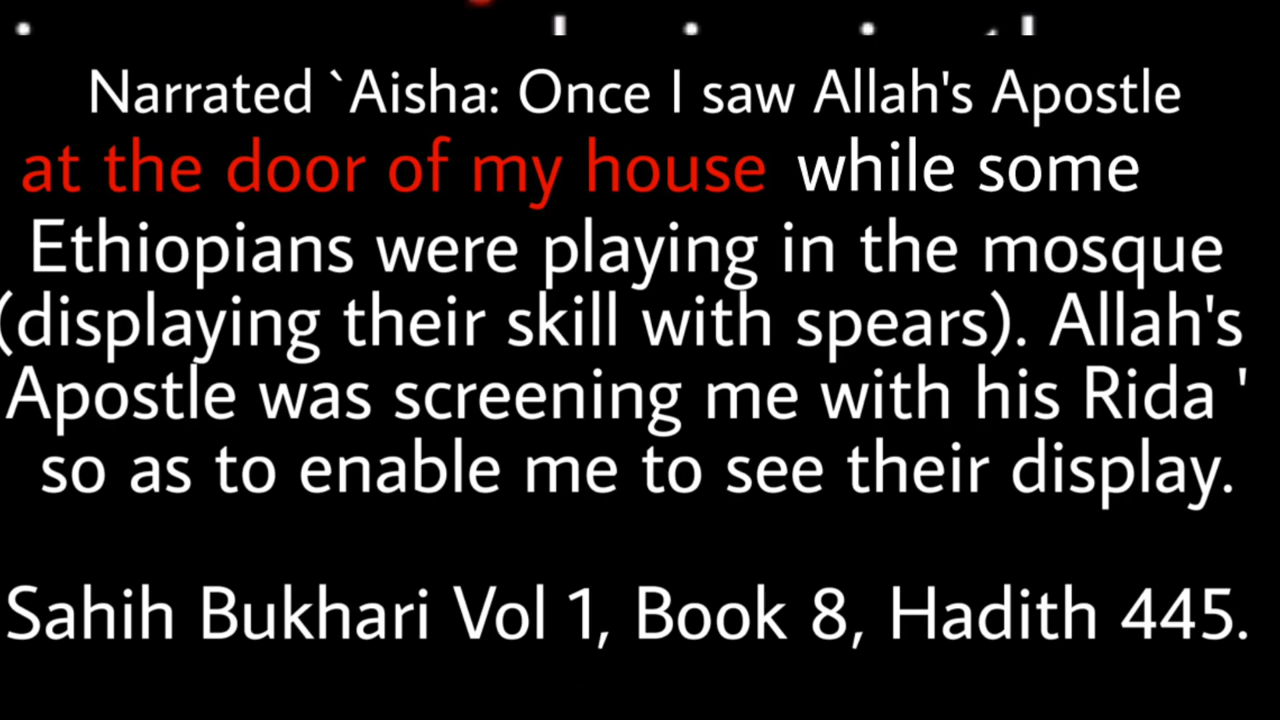 Narrated `Aisha: Once I saw Allah's Apostle
at the door of my house while some
Ethiopians were playing in the mosque
(displaying their skill with spears). Allah's
Apostle was screening me with his Rida '
so as to enable me to see their display.
Sahih Bukhari Vol 1, Book 8, Hadith 445.